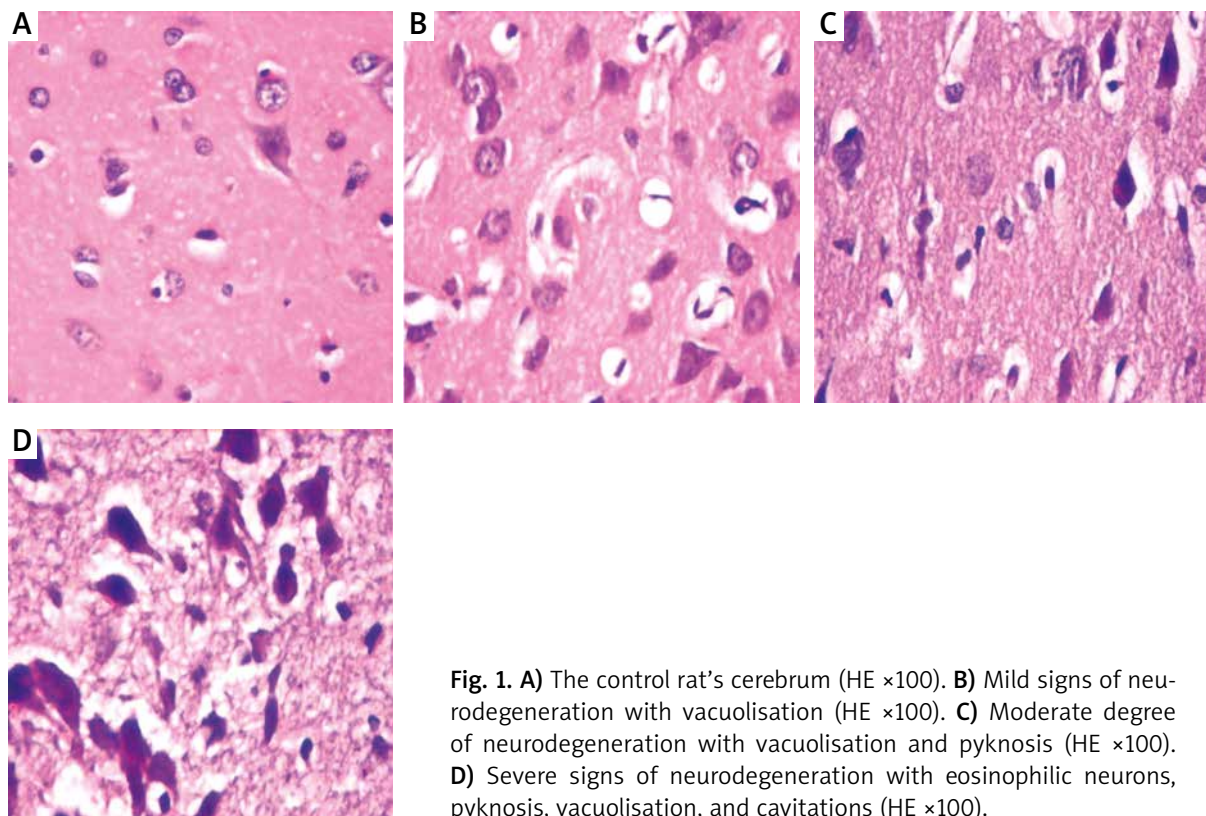 A
B
C
D
Fig. 1. A) The control rat's cerebrum (HE ×100). B) Mild signs of neu-
rodegeneration with vacuolisation (HE ×100). C) Moderate degree
of neurodegeneration with vacuolisation and pyknosis (HE ×100).
D) Severe signs of neurodegeneration with eosinophilic neurons,
pyknosis, vacuolisation, and cavitations (HE ×100).